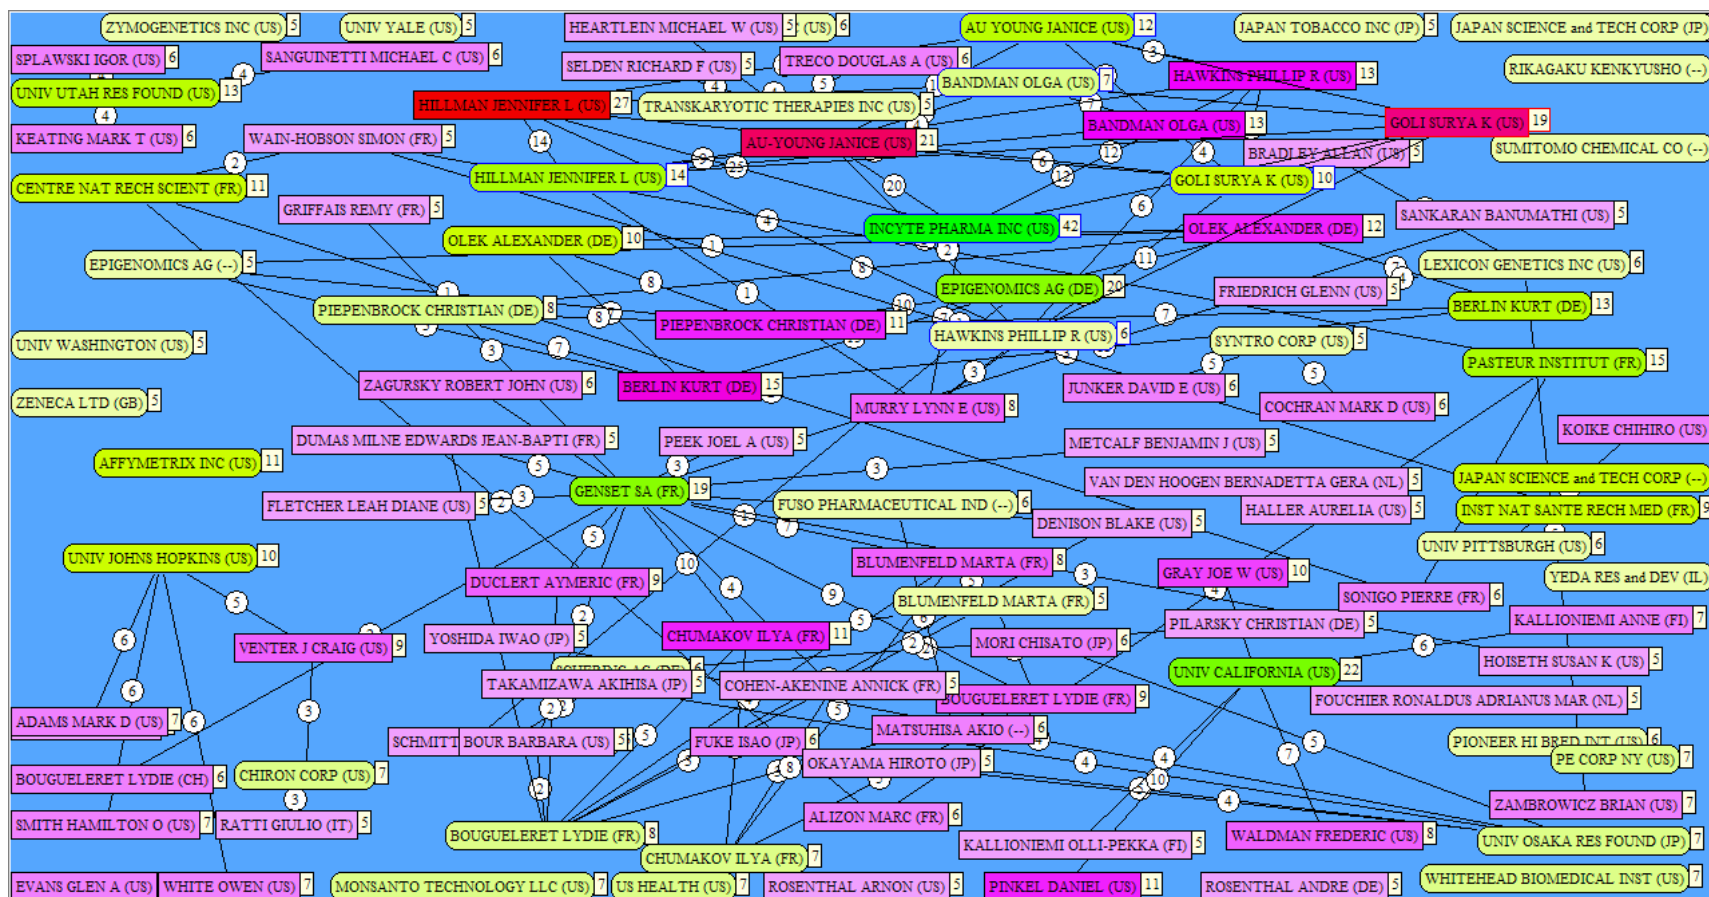 ZYMOGENETICS INC (US) 5
UNIV YALE (US) 5
HEARTLEIN MICHAEL W (US) 5
(US) 6
AU YOUNG JANICE (US) 12
JAPAN TOBACCO INC (JP) 5
JAPAN SCIENCE and TECH CORP (JP)
SPLAWSKI IGOR (US) 6
SANGUINETTI MICHAEL C (US) 6
SELDEN RICHARD F (US) 5
TRECO DOUGLAS A (US) 6
BANDMAN OLGA (US) 7
HAWKINS PHILLIP R (US) 13
RIKAGAKU KENKYUSHO (--)
UNIV UTAH RES FOUND (US) 13
HILLMAN JENNIFER L (US) 27
TRANSKARYOTIC THERAPIES INC (US) 5
BANDMAN OLGA (US) 13
GOLI SURYA K (US) 19
KEATING MARK T (US) 6
WAIN-HOBSON SIMON (FR) 5
AU-YOUNG JANICE (US) 21
BRADLEY ALLAN (US) 5
SUMITOMO CHEMICAL CO (--)
CENTRE NAT RECH SCIENT (FR) 11
HILLMAN JENNIFER L (US) 14
GOLI SURYA K (US) 10
GRIFFAIS REMY (FR) 5
SANKARAN BANUMATHI (US) 5
OLEK ALEXANDER (DE) 10
INCYTE PHARMA INC (US) 42
OLEK ALEXANDER (DE) 12
EPIGENOMICS AG (--) 5
LEXICON GENETICS INC (US) 6
EPIGENOMICS AG (DE) 20
FRIEDRICH GLENN (US) 5
BERLIN KURT (DE) 13
PIEPENBROCK CHRISTIAN (DE) 8
PIEPENBROCK CHRISTIAN (DE) 11
HAWKINS PHILLIP R (US) 6
SYNTRO CORP (US) 5
UNIV WASHINGTON (US) 5
PASTEUR INSTITUT (FR) 15
ZAGURSKY ROBERT JOHN (US) 6
BERLIN KURT (DE) 15
JUNKER DAVID E (US) 6
ZENECA LTD (GB) 5
MURRY LYNN E (US) 8
COCHRAN MARK D (US) 6
DUMAS MILNE EDWARDS JEAN-BAPTI (FR) 5
PEEK JOEL A (US) 5
METCALF BENJAMIN J (US) 5
KOIKE CHIHIRO (US)
AFFYMETRIX INC (US) 11
GENSET SA (FR) 19
VAN DEN HOOGEN BERNADETTA GERA (NL) 5
JAPAN SCIENCE and TECH CORP (--)
FLETCHER LEAH DIANE (US) 5
FUSO PHARMACEUTICAL IND (--) 6
DENISON BLAKE (US) 5
HALLER AURELIA (US) 5
INST NAT SANTE RECH MED (FR) 9
UNIV JOHNS HOPKINS (US) 10
BLUMENFELD MARTA (FR) 8
UNIV PITTSBURGH (US) 6
DUCLERT AYMERIC (FR) 9
GRAY JOE W (US) 10
YEDA RES and DEV (IL)
BLUMENFELD MARTA (FR) 5
SONIGO PIERRE (FR) 6
VENTER J CRAIG (US) 9
YOSHIDA IWAO (JP) 5
CHUMAKOV ILYA (FR) 11
MORI CHISATO (JP) 6
PILARSKY CHRISTIAN (DE) 5
KALLIONIEMI ANNE (FI) 7
UNIV CALIFORNIA (US) 22
HOISETH SUSAN K (US) 5
TAKAMIZAWA AKIHISA (JP) 5
COHEN-AKENINE ANNICK (FR) 5
BOUGUELERET LYDIE (FR) 9
FOUCHIER RONALDUS ADRIANUS MAR (NL) 5
ADAMS MARK D (US) 7
SCHMITT
BOUR BARBARA (US) 5
FUKE ISAO (JP) 6
MATSUHISA AKIO (--) 6
PIONEER HI BRED INT (US) 6
PE CORP NY (US) 7
BOUGUELERET LYDIE (CH) 6
CHIRON CORP (US) 7
OKAYAMA HIROTO (JP) 5
ZAMBROWICZ BRIAN (US) 7
SMITH HAMILTON O (US) 7
RATTI GIULIO (IT) 5
BOUGUELERET LYDIE (FR) 8
ALIZON MARC (FR) 6
KALLIONIEMI OLLI-PEKKA (FI) 5
WALDMAN FREDERIC (US) 8
UNIV OSAKA RES FOUND (JP) 7
CHUMAKOV ILYA (FR) 7
EVANS GLEN A (US)
WHITE OWEN (US) 7
MONSANTO TECHNOLOGY LLC (US) 7
US HEALTH (US) 7
ROSENTHAL ARNON (US) 5
PINKEL DANIEL (US) 11
ROSENTHAL ANDRE (DE) 5
WHITEHEAD BIOMEDICAL INST (US) 7